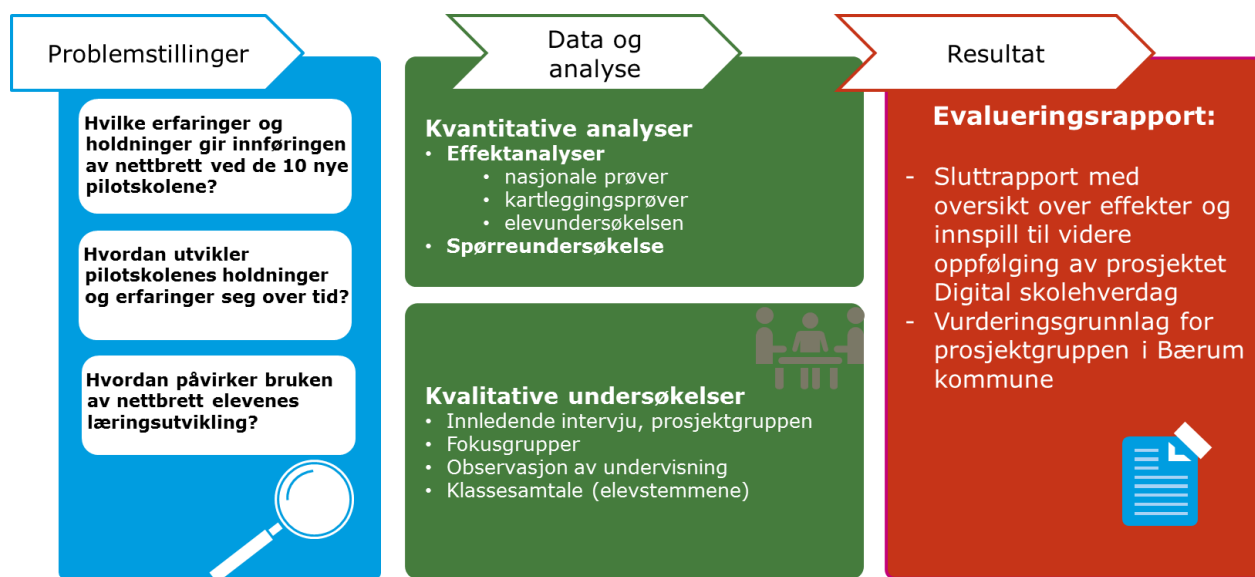 Problemstillinger
Hvilke erfaringer og
holdninger gir innføringen
av nettbrett ved de 10 nye
pilotskolene?
Hvordan utvikler
pilotskolenes holdninger
og erfaringer seg over tid?
Hvordan påvirker bruken
av nettbrett elevenes
læringsutvikling?
Data og
analyse
Kvantitative analyser
• Effektanalyser
• nasjonale prøver
• kartleggingsprøver
• elevundersøkelsen
• Spørreundersøkelse
Kvalitative undersøkelser
• Innledende intervju, prosjektgruppen
• Fokusgrupper
• Observasjon av undervisning
• Klassesamtale (elevstemmene)
Resultat
Evalueringsrapport:
- Sluttrapport med
oversikt over effekter og
innspill til videre
oppfølging av prosjektet
Digital skolehverdag
- Vurderingsgrunnlag for
prosjektgruppen i Bærum
kommune